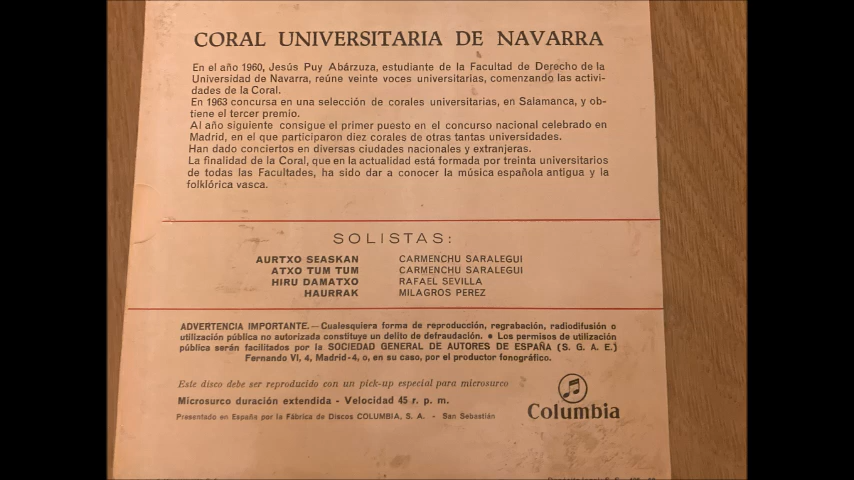 CORAL UNIVERSITARIA DE NAVARRA
En el año 1960, Jesús Puy Abárzuza, estudiante de la Facultad de Derecho de la
Universidad de Navarra, reúne veinte voces universitarias, comenzando las activi-
dades de la Coral.
En 1963 concursa en una selección de corales universitarias, en Salamanca, y ob-
tiene el tercer premio.
Al año siguiente consigue el primer puesto en el concurso nacional celebrado en
Madrid, en el que participaron diez corales de otras tantas universidades.
Han dado conciertos en diversas ciudades nacionales y extranjeras.
La finalidad de la Coral, que en la actualidad está formada por treinta universitarios
de todas las Facultades, ha sido dar a conocer la música española antigua y la
folklórica vasca.
SOLISTAS:
AURTXO SEASKAN CARMENCHU SARALEGUI
ATXO TUM TUM CARMENCHU SARALEGUI
HIRU DAMATXO RAFAEL SEVILLA
HAURRAK MILAGROS PEREZ
ADVERTENCIA IMPORTANTE.—Cualesquiera forma de reproducción, regrabación, radiodifusión o
utilización pública no autorizada constituye un delito de defraudación. • Los permisos de utilización
pública serán facilitados por la SOCIEDAD GENERAL DE AUTORES DE ESPAÑA (S. G. A. E.)
Fernando VI, 4, Madrid-4, o, en su caso, por el productor fonográfico.
Este disco debe ser reproducido con un pick-up especial para microsurco
Microsurco duración extendida - Velocidad 45 r. p. m.
Presentado en España por la Fábrica de Discos COLUMBIA, S. A. - San Sebastián
Columbia